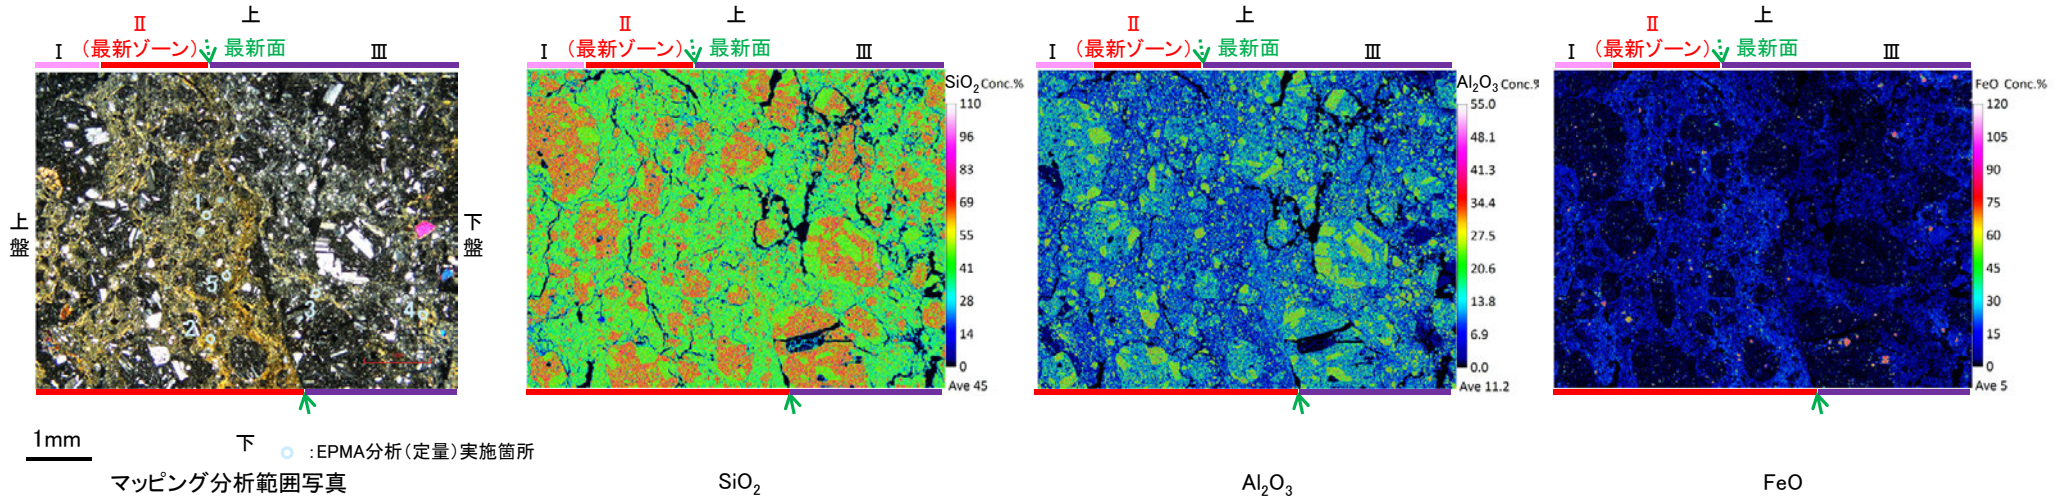 上
Ⅱ
Ⅰ （最新ゾーン） 最新面 Ⅲ
上盤
下盤
1
5
3
4
2
1mm
下
：EPMA分析（定量）実施箇所
マッピング分析範囲写真
上
Ⅱ
Ⅰ （最新ゾーン） 最新面 Ⅲ
SiO₂ Conc.%
110
96
83
69
55
41
28
14
0
Ave 45
SiO₂
上
Ⅱ
Ⅰ （最新ゾーン） 最新面 Ⅲ
Al₂O₃ Conc.%
55.0
48.1
41.3
34.4
27.5
20.6
13.8
6.9
0.0
Ave 11.2
Al₂O₃
上
Ⅱ
Ⅰ （最新ゾーン） 最新面 Ⅲ
FeO Conc.%
120
105
90
75
60
45
30
15
0
Ave 5
FeO